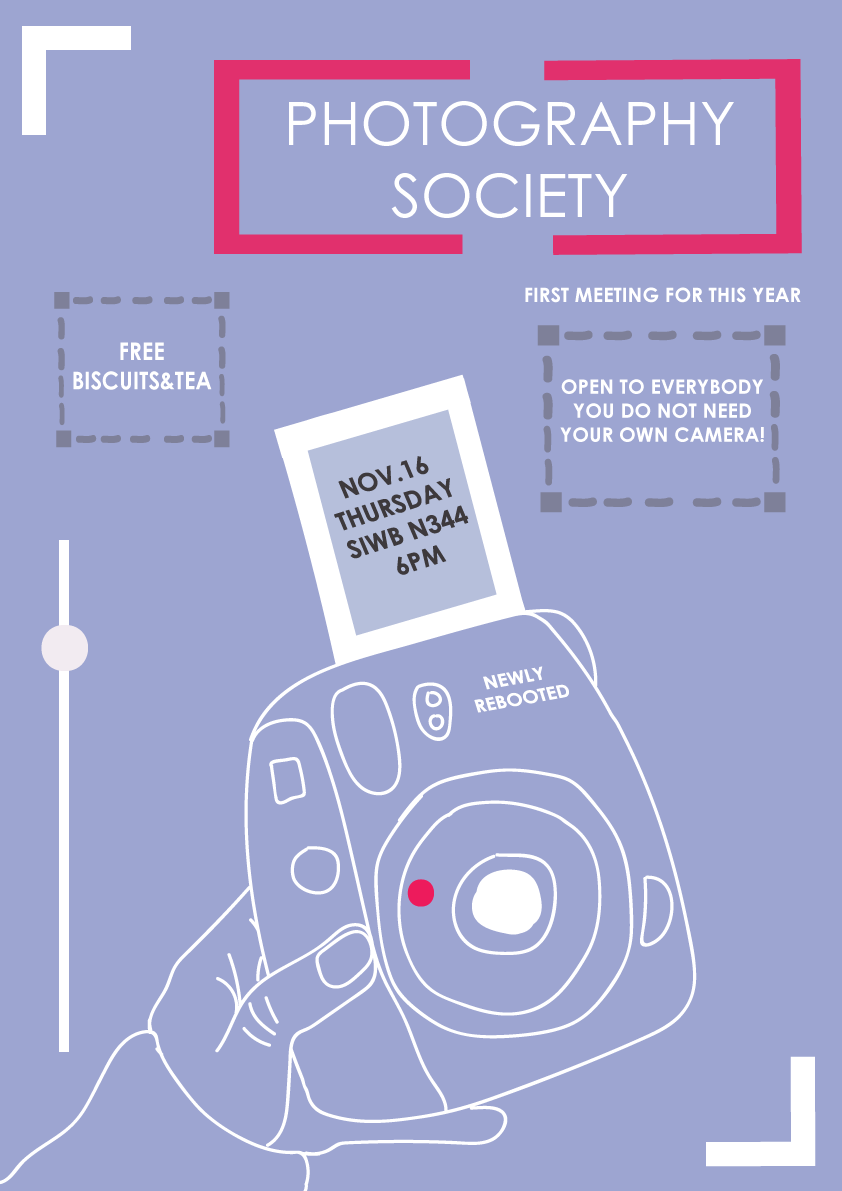 PHOTOGRAPHY
SOCIETY
FIRST MEETING FOR THIS YEAR
FREE
BISCUITS&TEA
OPEN TO EVERYBODY
YOU DO NOT NEED
YOUR OWN CAMERA!
NOV.16
THURSDAY
SIWB N344
6PM
NEWLY
REBOOTED